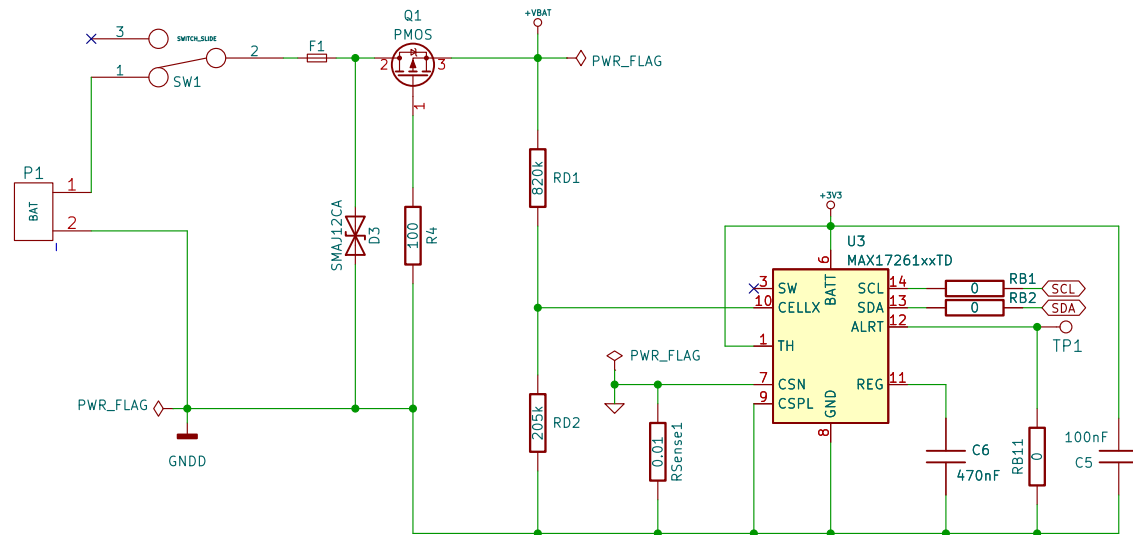 Q1
PMOS
+VBAT
3
SWITCH_SLIDE
2
F1
2
3
PWR_FLAG
1
SW1
1
P1
1
BAT
2
820k
RD1
SMAJ12CA
D3
100
R4
+3V3
U3
MAX17261xxTD
6
3
SW
BATT
SCL
14
0
RB1
SCL
10
CELLX
SDA
13
0
RB2
SDA
ALRT
12
TP1
1
TH
PWR_FLAG
7
CSN
REG
11
9
CSPL
GND
8
PWR_FLAG
GNDD
205k
RD2
0.01
RSense1
C6
470nF
RB11
0
100nF
C5